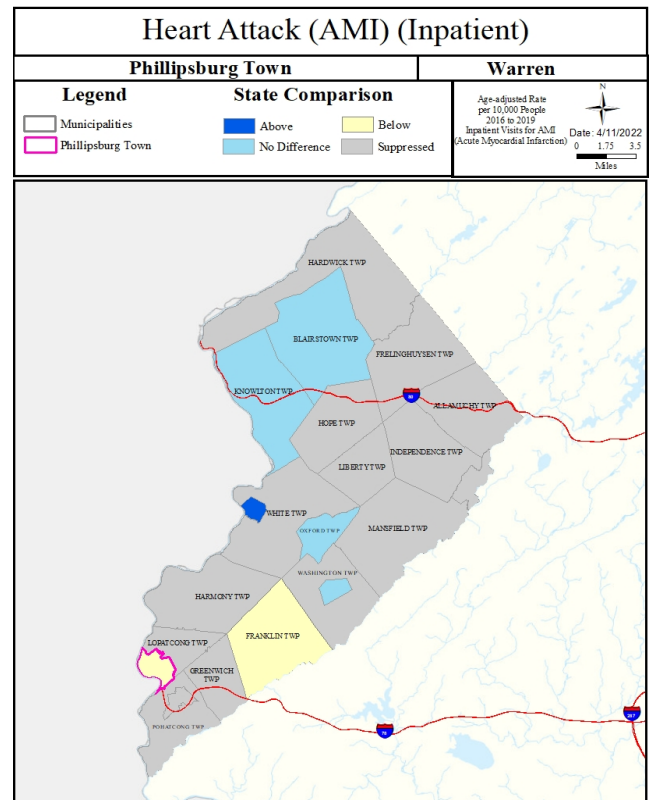 Heart Attack (AMI) (Inpatient)
Phillipsburg Town
Warren
Legend
Municipalities
Phillipsburg Town
State Comparison
Above
Below
No Difference
Suppressed
Age-adjusted Rate
per 10,000 People
2016 to 2019
Inpatient Visits for AMI
(Acute Myocardial Infarction)
N
Date: 4/11/2022
0 1.75 3.5
Miles
HARDWICK TWP
BLAIRSTOWN TWP
FRELINGHUYSEN TWP
KNOWLTON TWP
80
ALLAMUCHY TWP
HOPE TWP
INDEPENDENCE TWP
LIBERTY TWP
WHITE TWP
OXFORD TWP
MANSFIELD TWP
WASHINGTON TWP
HARMONY TWP
FRANKLIN TWP
LOPATCONG TWP
GREENWICH
TWP
POHATCONG TWP
78
287